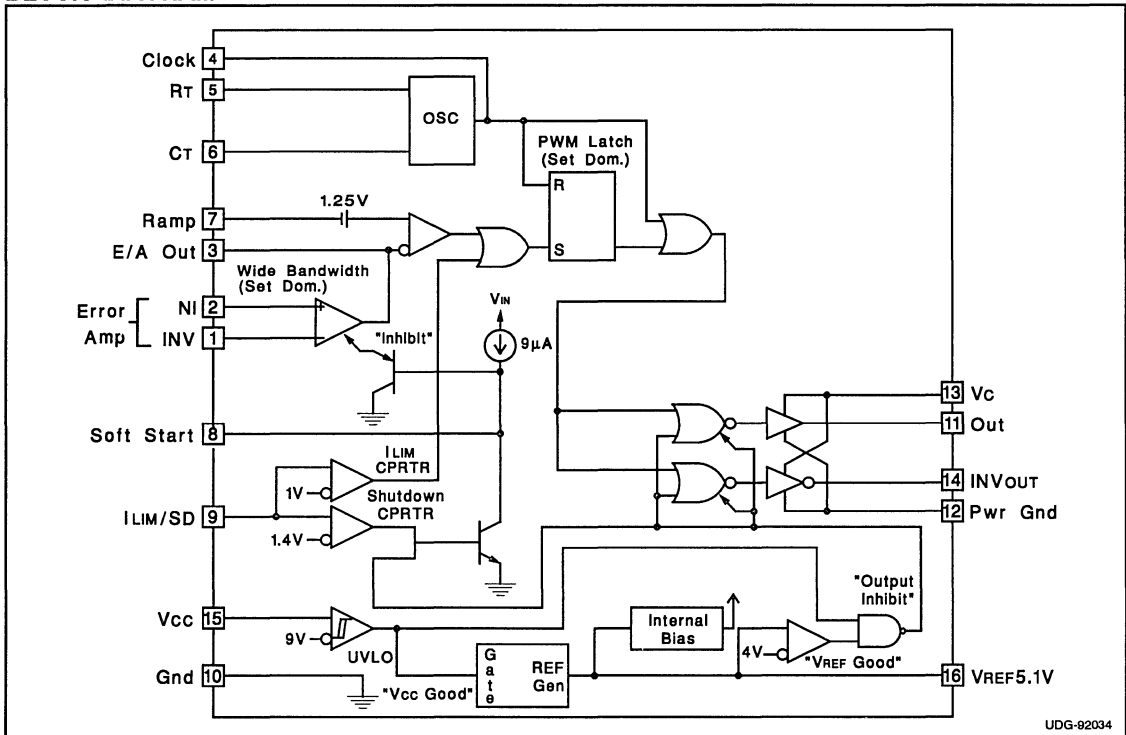 Clock 4
RT 5
OSC
PWM Latch
(Set Dom.)
CT 6
R
1.25V
Ramp 7
S
E/A Out 3
Wide Bandwidth
(Set Dom.)
VIN
Error
Amp
NI 2
INV 1
"Inhibit"
9µA
13 Vc
11 Out
Soft Start 8
ILIM
CPRTR
1V
14 INVOUT
Shutdown
CPRTR
ILIM/SD 9
12 Pwr Gnd
1.4V
"Output
Inhibit"
Vcc 15
Internal
Bias
9V
UVLO
4V
"VREF Good"
Gate
REF
Gen
Gnd 10
"Vcc Good"
16 VREF5.1V
UDG-92034